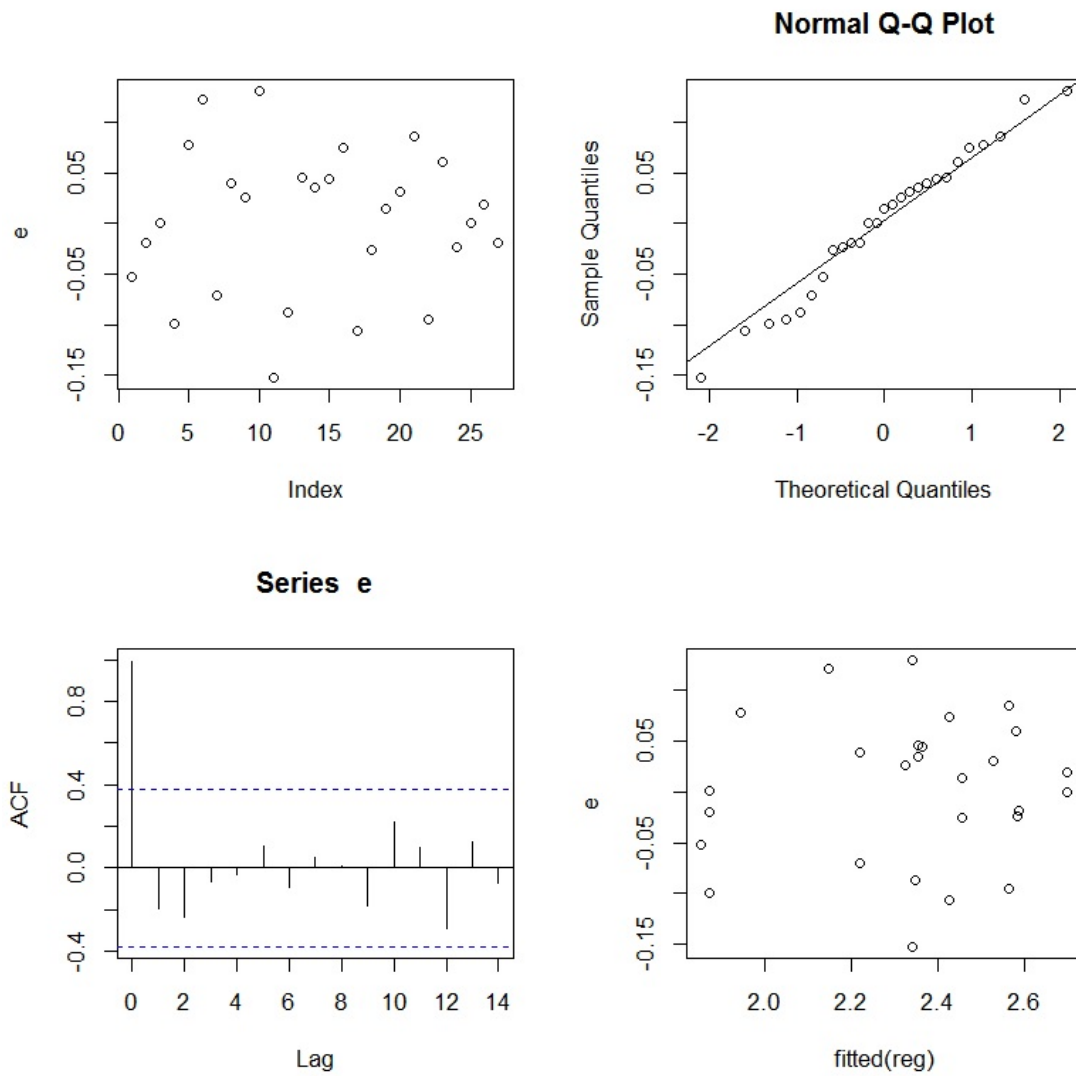 Normal Q-Q Plot
e
0.05
-0.05
-0.15
0 5 10 15 20 25
Index
Sample Quantiles
0.05
-0.05
-0.15
-2 -1 0 1 2
Theoretical Quantiles
Series e
ACF
0.8
0.4
0.0
-0.4
0 2 4 6 8 10 12 14
Lag
e
0.05
-0.05
-0.15
2.0 2.2 2.4 2.6
fitted(reg)